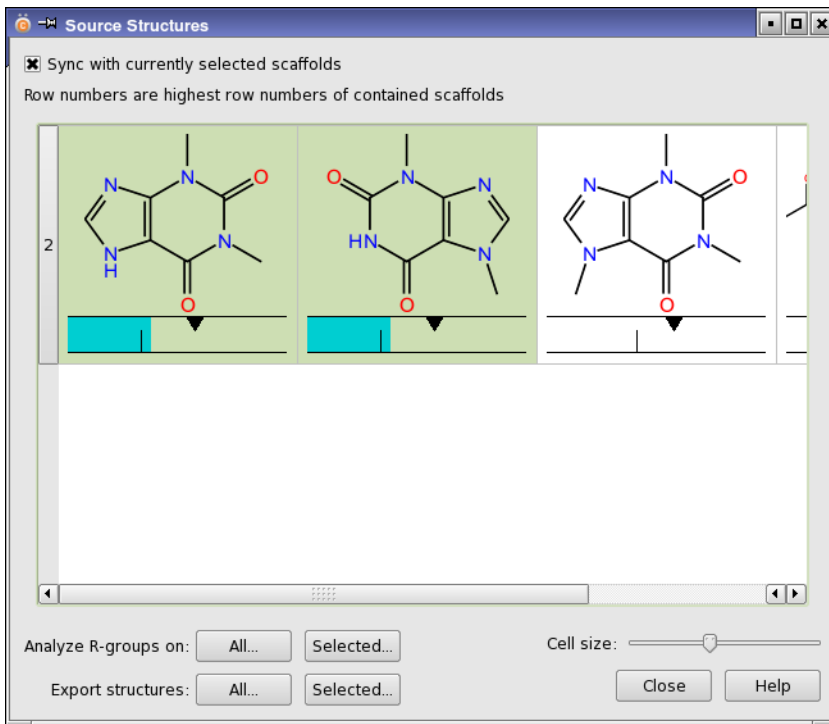 Source Structures
Sync with currently selected scaffolds
Row numbers are highest row numbers of contained scaffolds
2
N
N
O
N
H
N
O
O
N
N
HN
N
O
N
N
O
N
N
O
Analyze R-groups on: All... Selected... Cell size:
Export structures: All... Selected... Close Help